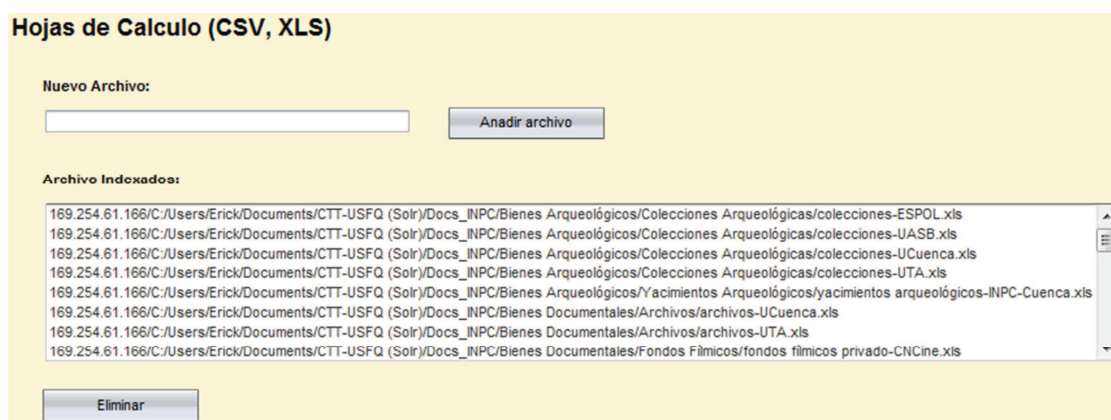 Hojas de Calculo (CSV, XLS)
Nuevo Archivo:
Anadir archivo
Archivo Indexados:
169.254.61.166/C:/Users/Erick/Documents/CTT-USFQ (Solr)/Docs_INPC/Bienes Arqueológicos/Colecciones Arqueológicas/colecciones-ESPOL.xls
169.254.61.166/C:/Users/Erick/Documents/CTT-USFQ (Solr)/Docs_INPC/Bienes Arqueológicos/Colecciones Arqueológicas/colecciones-UASB.xls
169.254.61.166/C:/Users/Erick/Documents/CTT-USFQ (Solr)/Docs_INPC/Bienes Arqueológicos/Colecciones Arqueológicas/colecciones-UCuenca.xls
169.254.61.166/C:/Users/Erick/Documents/CTT-USFQ (Solr)/Docs_INPC/Bienes Arqueológicos/Colecciones Arqueológicas/colecciones-UTA.xls
169.254.61.166/C:/Users/Erick/Documents/CTT-USFQ (Solr)/Docs_INPC/Bienes Arqueológicos/Yacimientos Arqueológicos/yacimientos arqueológicos-INPC-Cuenca.xls
169.254.61.166/C:/Users/Erick/Documents/CTT-USFQ (Solr)/Docs_INPC/Bienes Documentales/Archivos/archivos-UCuenca.xls
169.254.61.166/C:/Users/Erick/Documents/CTT-USFQ (Solr)/Docs_INPC/Bienes Documentales/Archivos/archivos-UTA.xls
169.254.61.166/C:/Users/Erick/Documents/CTT-USFQ (Solr)/Docs_INPC/Bienes Documentales/Fondos Fílmicos/fondos fílmicos privado-CNCine.xls
Eliminar